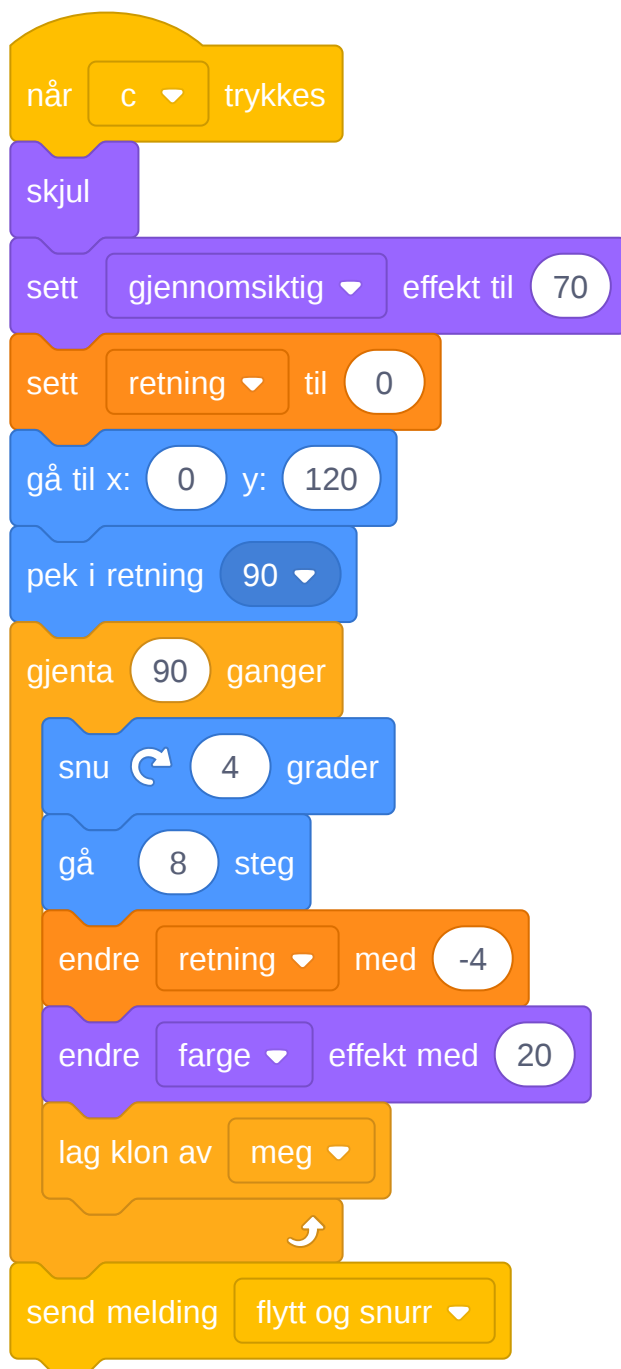 når c trykkes
skjul
sett gjennomsiktig effekt til 70
sett retning til 0
gå til x: 0 y: 120
pek i retning 90
gjenta 90 ganger
snu 4 grader
gå 8 steg
endre retning med -4
endre farge effekt med 20
lag klon av meg
send melding flytt og snurr